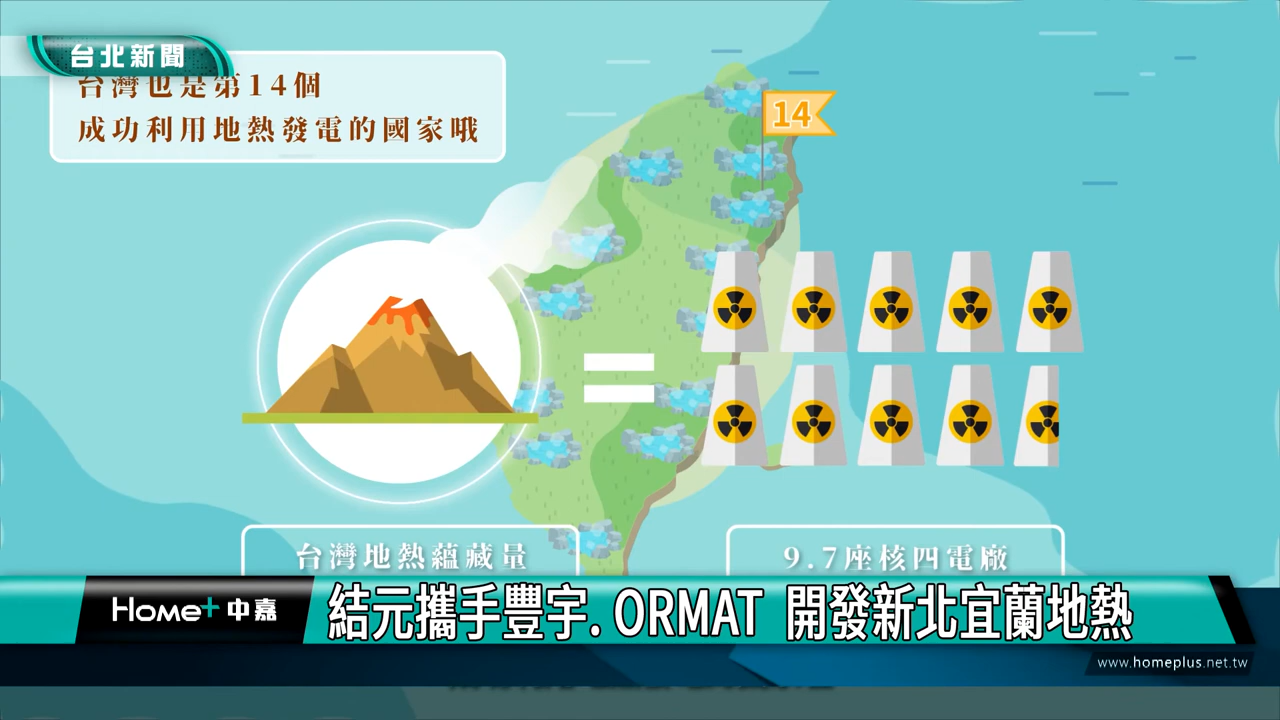 台北新聞
台灣也是第14個
成功利用地熱發電的國家哦
14
台灣地熱蘊藏量
9.7座核四電廠
Home+中嘉
結元攜手豐宇.ORMAT 開發新北宜蘭地熱
www.homeplus.net.tw